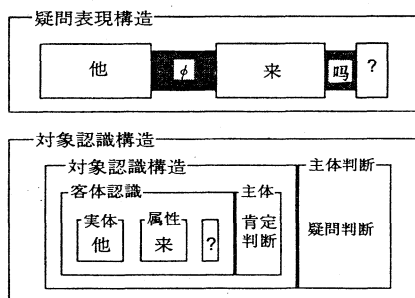 疑問表現構造
他 φ 来 吗 ?
対象認識構造
対象認識構造 主体判断
客体認識 主体
実体 属性 肯定
他 来 ? 判断 疑問判断